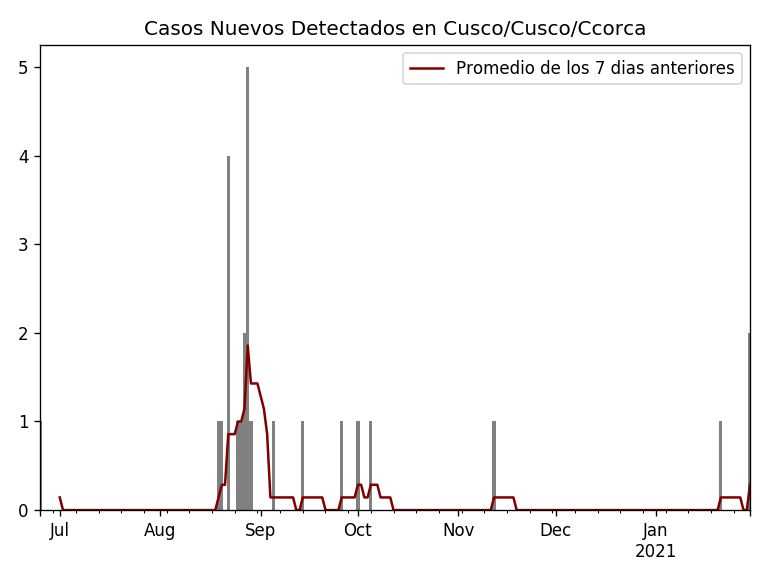 Casos Nuevos Detectados en Cusco/Cusco/Ccorca
Promedio de los 7 dias anteriores
5
4
3
2
1
0
Jul Aug Sep Oct Nov Dec Jan
2021